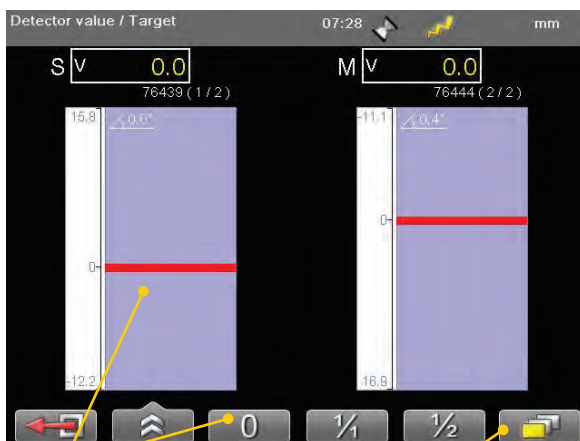 Detector value / Target 07:28 mm
S V 0.0 M V 0.0
76439 (1/2) 76444 (2/2)
15.8 0.0° -11.1 0.4°
0
0
-12.2 16.9
0 1/1 1/2